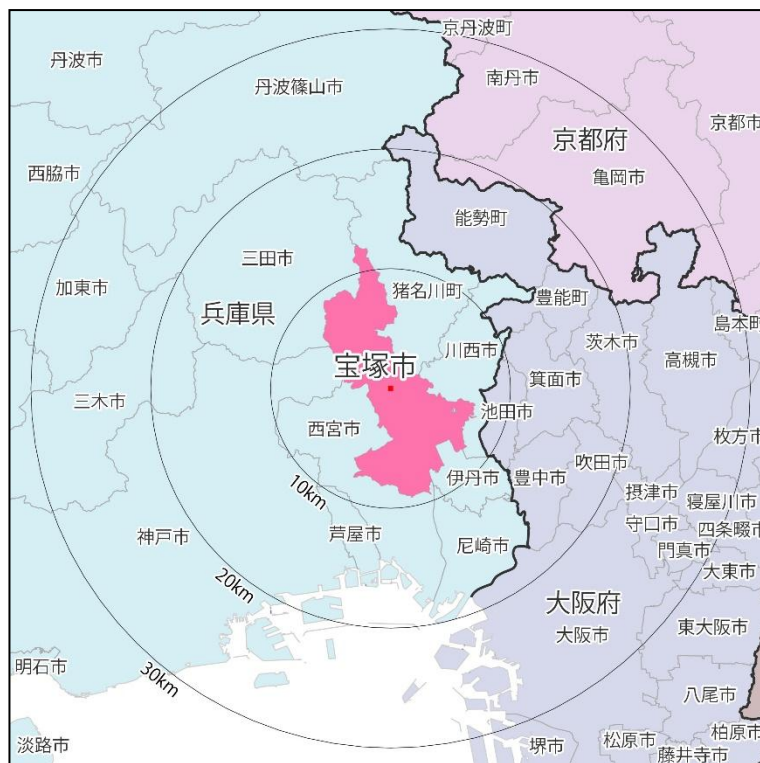 京丹波町
丹波市
南丹市
丹波篠山市
京都市
京都府
西脇市
亀岡市
能勢町
三田市
加東市
猪名川町
豊能町
兵庫県
島本町
茨木市
川西市
高槻市
宝塚市
箕面市
三木市
池田市
西宮市
枚方市
吹田市
伊丹市
豊中市
摂津市
10km
寝屋川市
守口市
四条畷市
神戸市
芦屋市
尼崎市
門真市
大東市
20km
大阪府
大阪市
東大阪市
明石市
30km
八尾市
柏原市
淡路市
堺市
松原市
藤井寺市